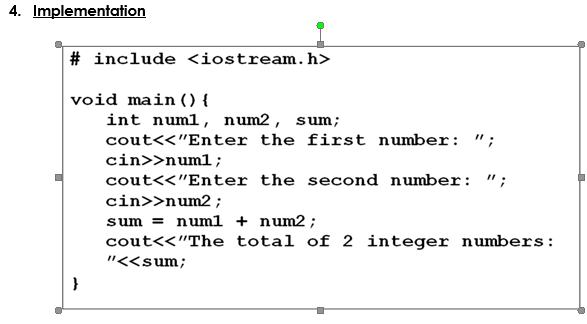 4. Implementation
# include <iostream.h>
void main(){
int num1, num2, sum;
cout<<"Enter the first number: ";
cin>>num1;
cout<<"Enter the second number: ";
cin>>num2;
sum = num1 + num2;
cout<<"The total of 2 integer numbers:
"<<sum;
}